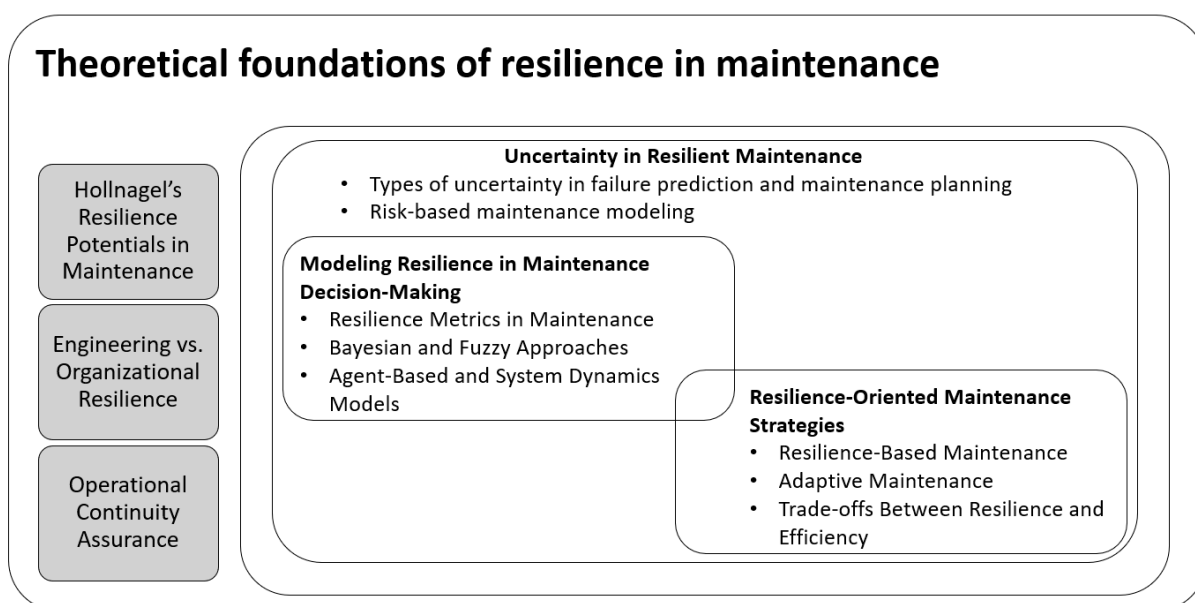 Theoretical foundations of resilience in maintenance
Hollnagel’s
Resilience
Potentials in
Maintenance
Engineering vs.
Organizational
Resilience
Operational
Continuity
Assurance
Uncertainty in Resilient Maintenance
• Types of uncertainty in failure prediction and maintenance planning
• Risk-based maintenance modeling
Modeling Resilience in Maintenance
Decision-Making
• Resilience Metrics in Maintenance
• Bayesian and Fuzzy Approaches
• Agent-Based and System Dynamics
Models
Resilience-Oriented Maintenance
Strategies
• Resilience-Based Maintenance
• Adaptive Maintenance
• Trade-offs Between Resilience and
Efficiency